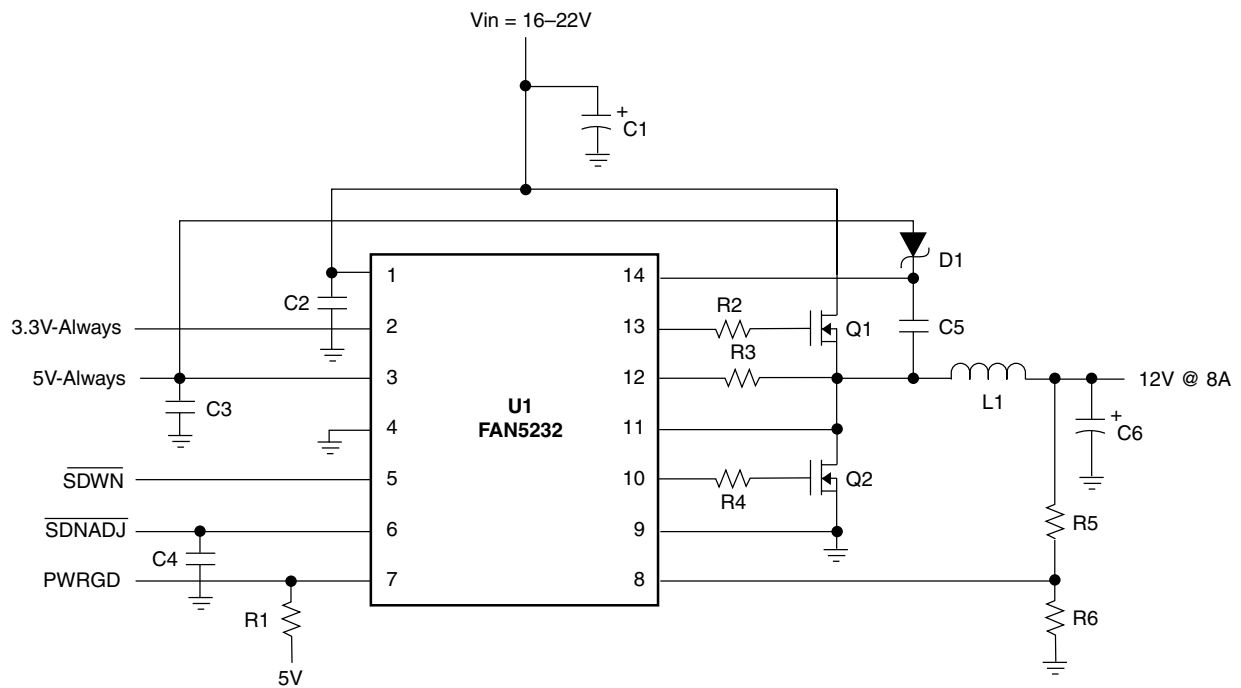 Vin = 16–22V
+
C1
D1
1
14
C2
R2
3.3V-Always
2
13
Q1
C5
R3
5V-Always
3
12
12V @ 8A
L1
C3
U1
FAN5232
+
C6
4
11
SDWN
5
10
Q2
R4
SDNADJ
6
9
R5
C4
PWRGD
7
8
R1
R6
5V